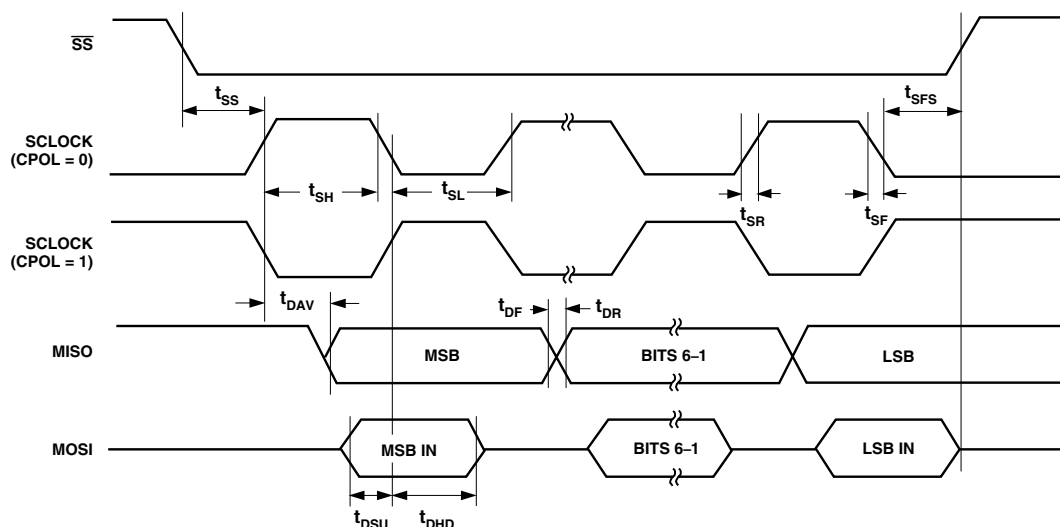 SS
tSS
tSFS
SCLOCK
(CPOL = 0)
tSH
tSL
tSR
tSF
SCLOCK
(CPOL = 1)
tDAV
tDF
tDR
MISO
MSB
BITS 6–1
LSB
MOSI
MSB IN
BITS 6–1
LSB IN
tDSU
tDHD